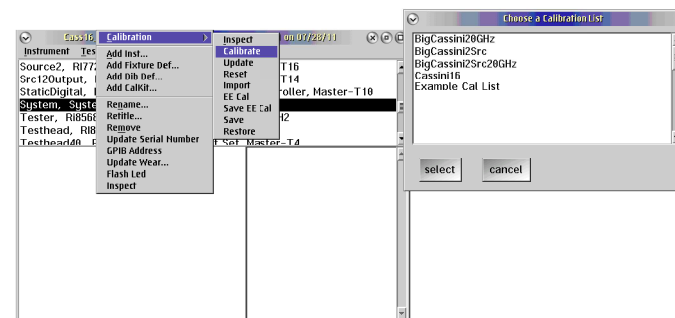 Choose a Calibration List
Cass16 Calibration on 07/28/11
Instrument
Inspect
Calibrate
Update
Reset
Import
EE Cal
Save EE Cal
Save
Restore
Add Inst...
Add Fixture Def...
Add Dib Def...
Add CalKit...
Rename...
Retitle...
Remove
Update Serial Number
GPIB Address
Update Wear...
Flash Led
Inspect
Source2, T16
Src12Output, T14
StaticDigital, Master-T10
System,
Tester,
Testhead,
Testhead40, Set, Master-T4
BigCassini20GHz
BigCassini2Src
BigCassini2Src20GHz
Cassini16
Example Cal List
select cancel